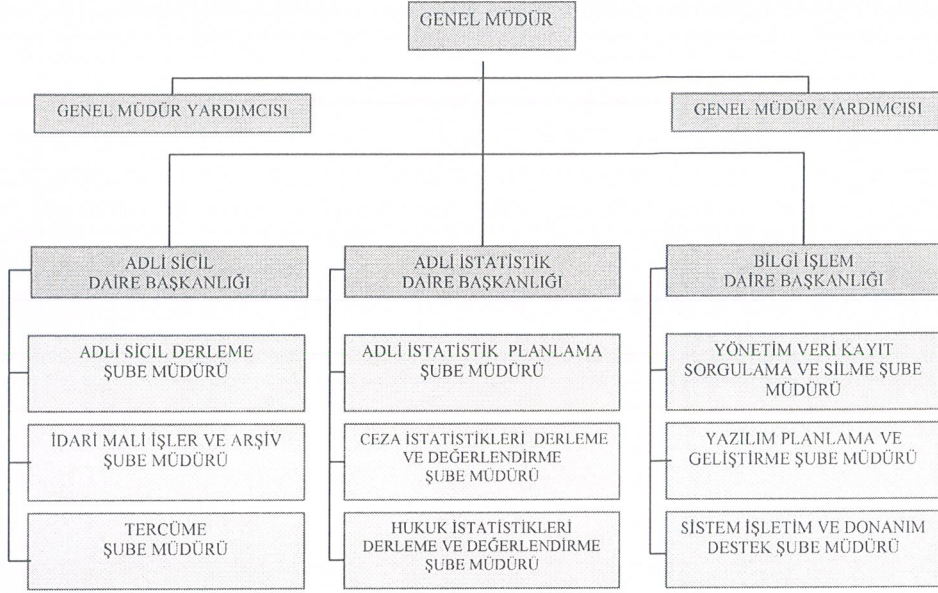 GENEL MÜDÜR
GENEL MÜDÜR YARDIMCISI
GENEL MÜDÜR YARDIMCISI
ADLİ SİCİL
DAİRE BAŞKANLIĞI
ADLİ İSTATİSTİK
DAİRE BAŞKANLIĞI
BİLGİ İŞLEM
DAİRE BAŞKANLIĞI
ADLİ SİCİL DERLEME
ŞUBE MÜDÜRÜ
ADLİ İSTATİSTİK PLANLAMA
ŞUBE MÜDÜRÜ
YÖNETİM VERİ KAYIT
SORGULAMA VE SİLME ŞUBE
MÜDÜRÜ
İDARİ MALİ İŞLER VE ARŞİV
ŞUBE MÜDÜRÜ
CEZA İSTATİSTİKLERİ DERLEME
VE DEĞERLENDİRME
ŞUBE MÜDÜRÜ
YAZILIM PLANLAMA VE
GELİŞTİRME ŞUBE MÜDÜRÜ
TERCÜME
ŞUBE MÜDÜRÜ
HUKUK İSTATİSTİKLERİ
DERLEME VE DEĞERLENDİRME
ŞUBE MÜDÜRÜ
SİSTEM İŞLETİM VE DONANIM
DESTEK ŞUBE MÜDÜRÜ